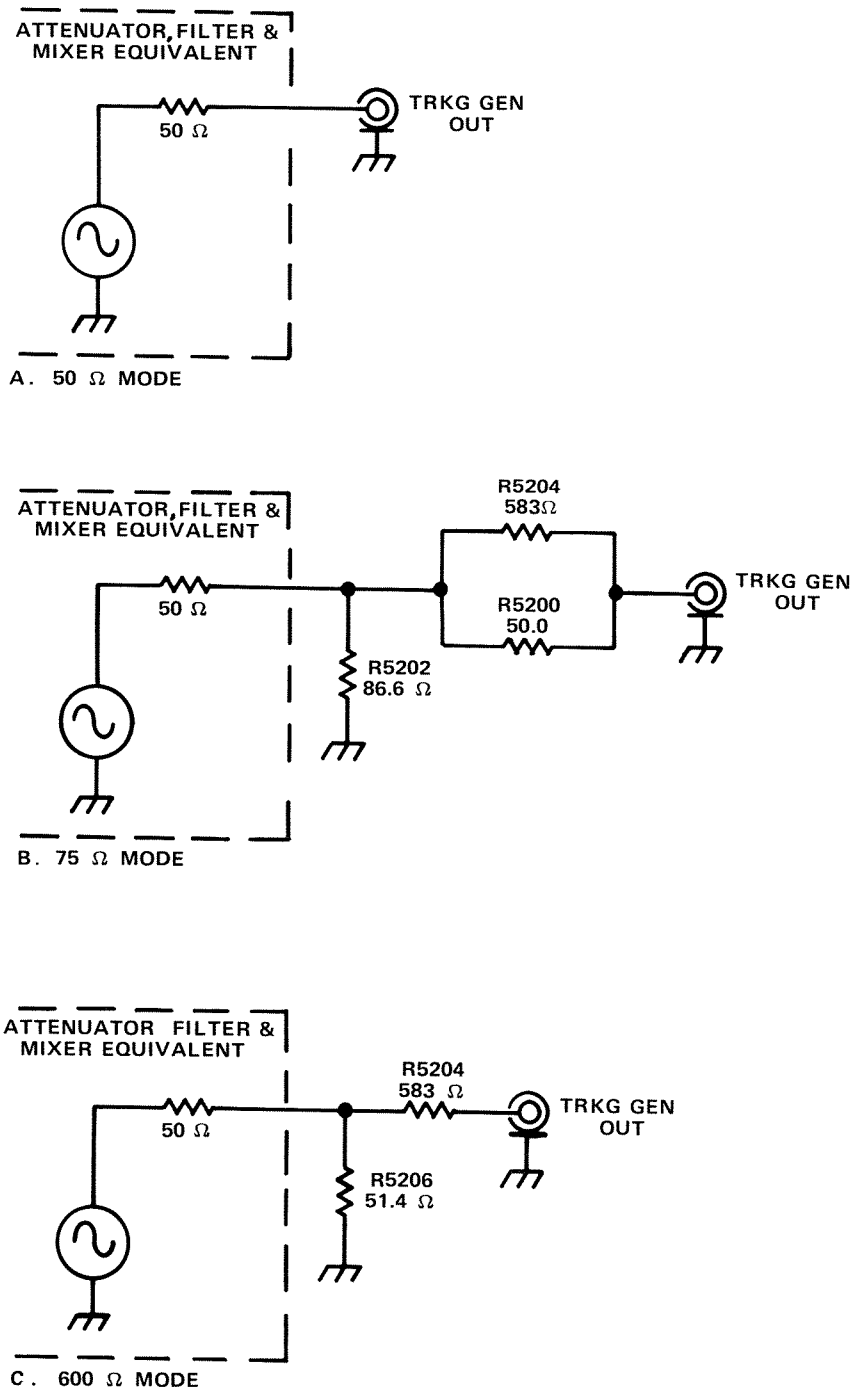 ATTENUATOR, FILTER &
MIXER EQUIVALENT
50 Ω
TRKG GEN
OUT
A. 50 Ω MODE
ATTENUATOR, FILTER &
MIXER EQUIVALENT
50 Ω
R5202
86.6 Ω
R5204
583Ω
R5200
50.0
TRKG GEN
OUT
B. 75 Ω MODE
ATTENUATOR FILTER &
MIXER EQUIVALENT
50 Ω
R5204
583 Ω
R5206
51.4 Ω
TRKG GEN
OUT
C. 600 Ω MODE